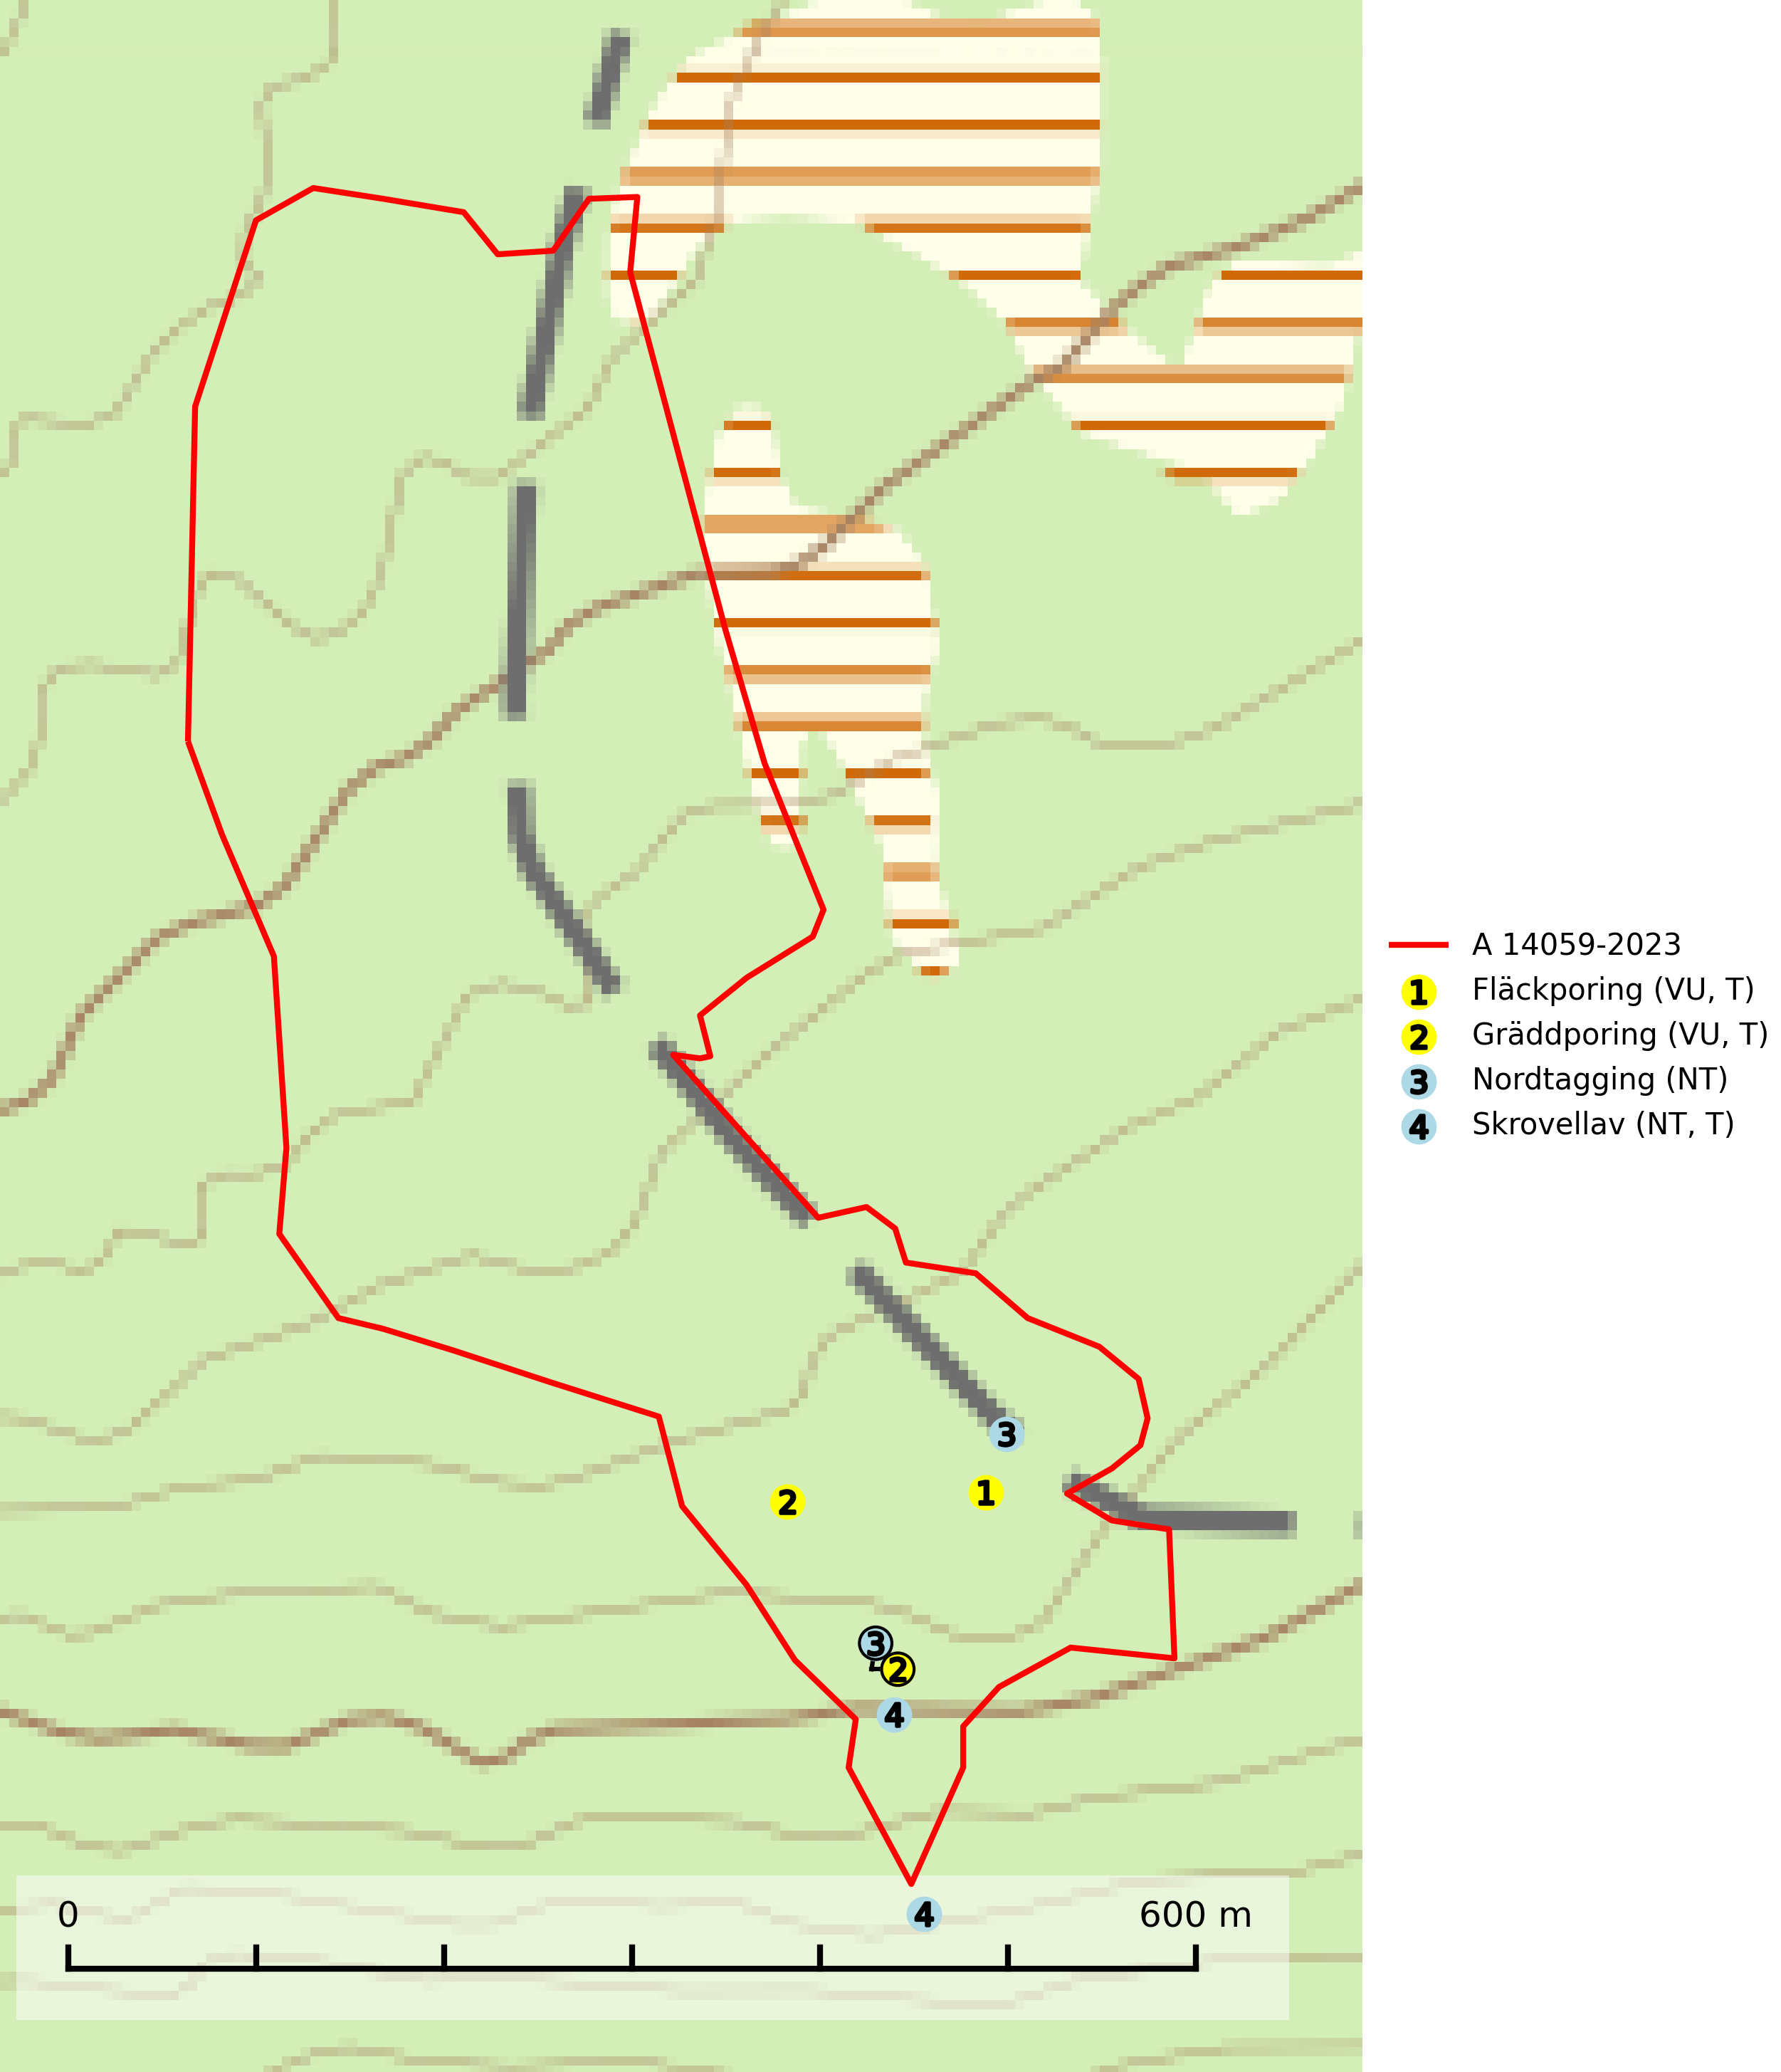 A 14059-2023
1 Fläckporing (VU, T)
2 Gräddporing (VU, T)
3 Nordtagging (NT)
4 Skrovellav (NT, T)
3
1
2
3
2
4
4
0 600 m